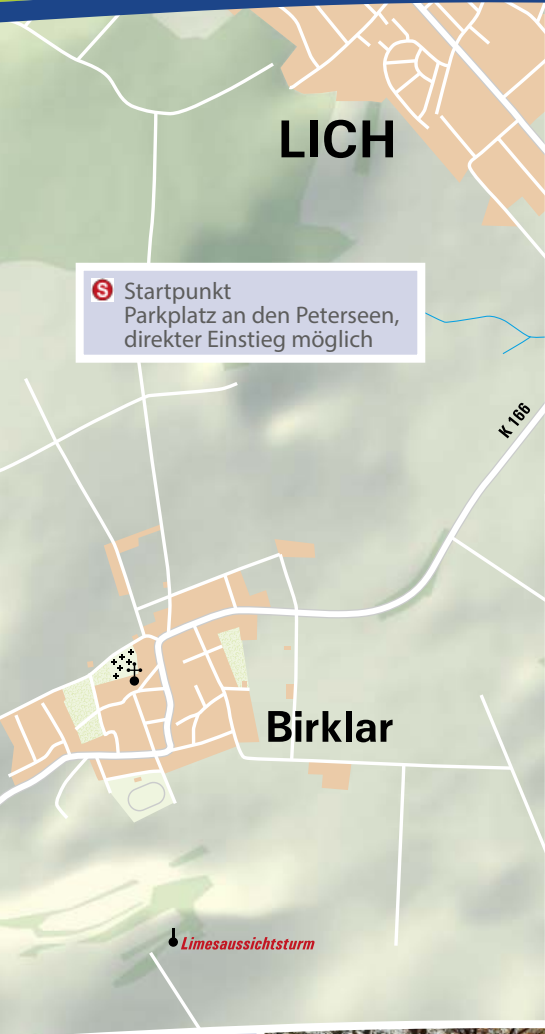 LICH
S Startpunkt
Parkplatz an den Peterseen,
direkter Einstieg möglich
K 166
Birklar
Limesaussichtsturm